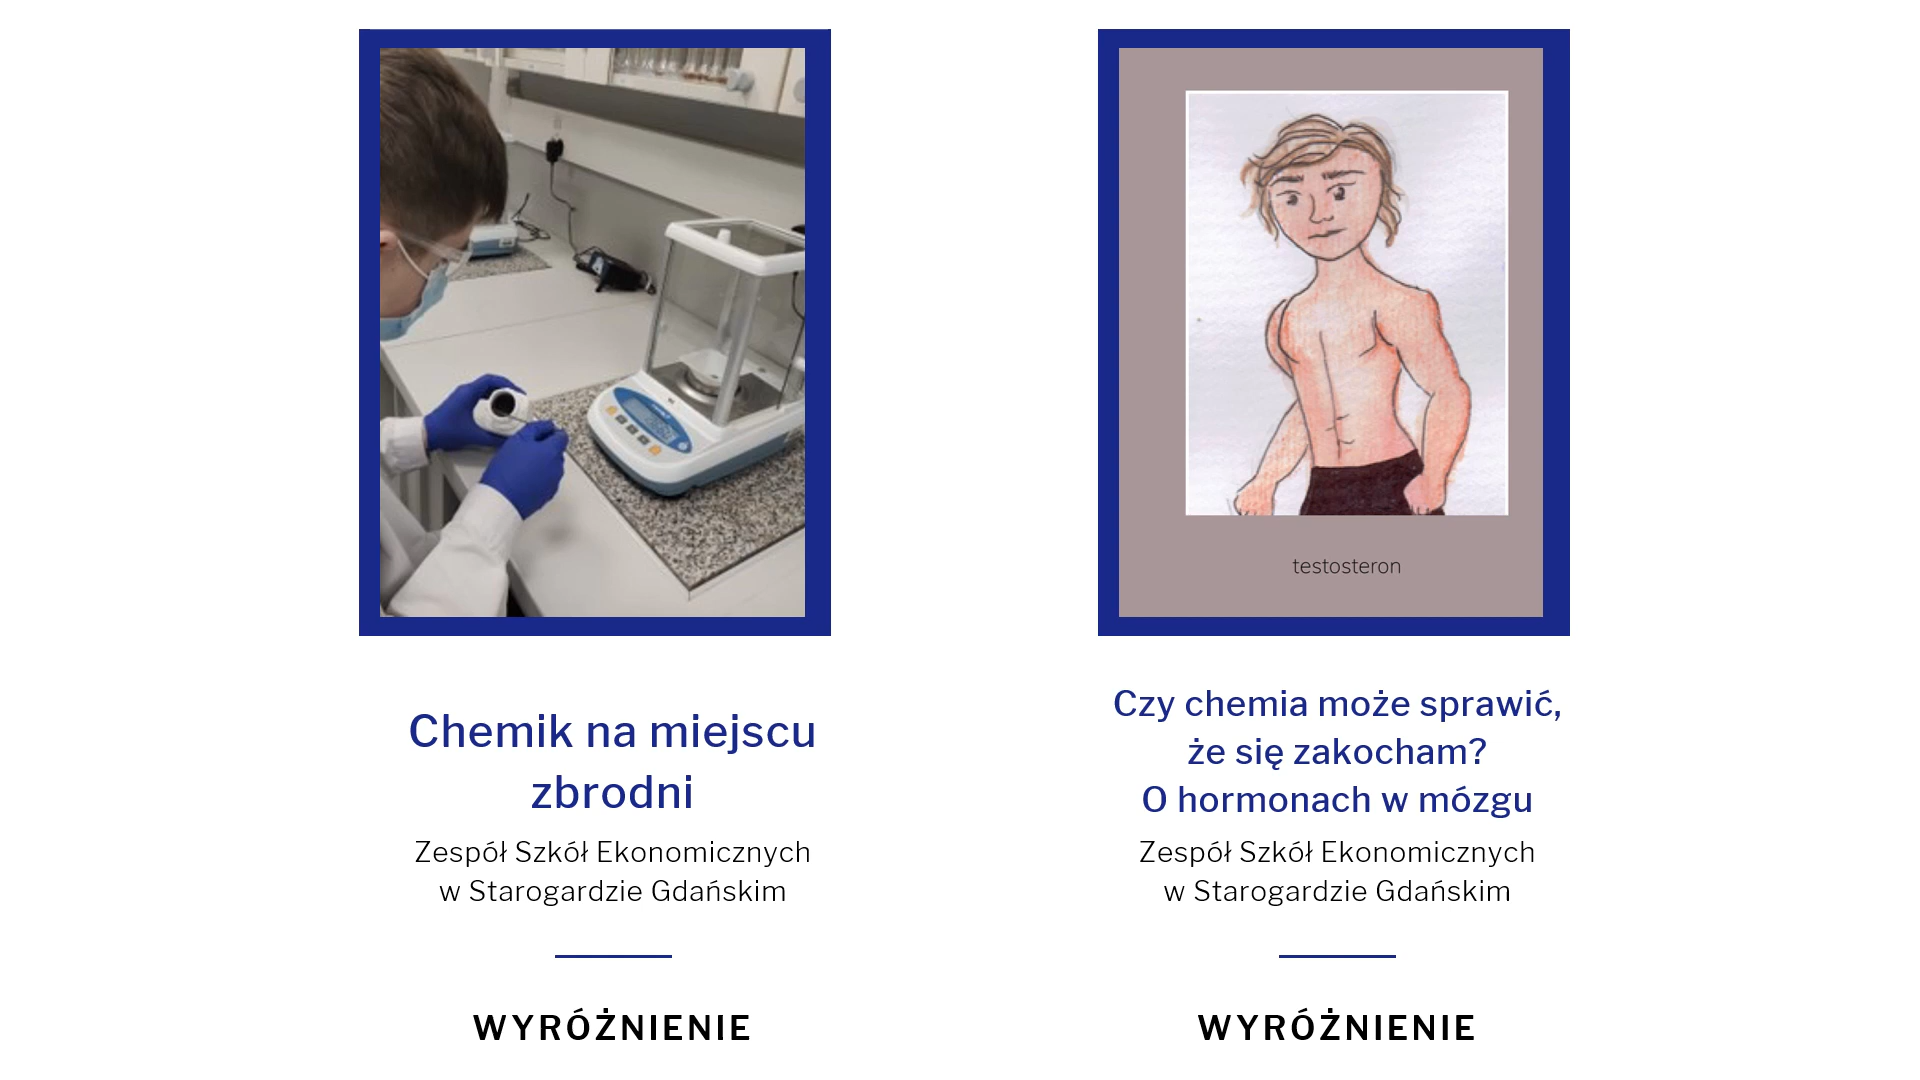 testosteron
Chemik na miejscu
zbrodni
Zespół Szkół Ekonomicznych
w Starogardzie Gdańskim
WYRÓŻNIENIE
Czy chemia może sprawić,
że się zakocham?
O hormonach w mózgu
Zespół Szkół Ekonomicznych
w Starogardzie Gdańskim
WYRÓŻNIENIE